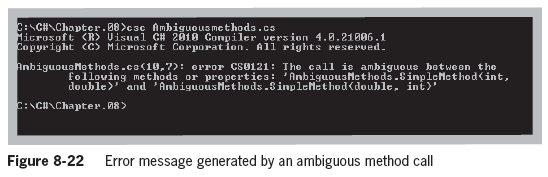 C:\C#\Chapter.08>csc Ambiguousmethods.cs
Microsoft (R) Visual C# 2010 Compiler version 4.0.21006.1
Copyright (C) Microsoft Corporation. All rights reserved.
AmbiguousMethods.cs(10,7): error CS0121: The call is ambiguous between the
following methods or properties: 'AmbiguousMethods.SimpleMethod(int,
double)' and 'AmbiguousMethods.SimpleMethod(double, int)'
C:\C#\Chapter.08>
Figure 8-22 Error message generated by an ambiguous method call